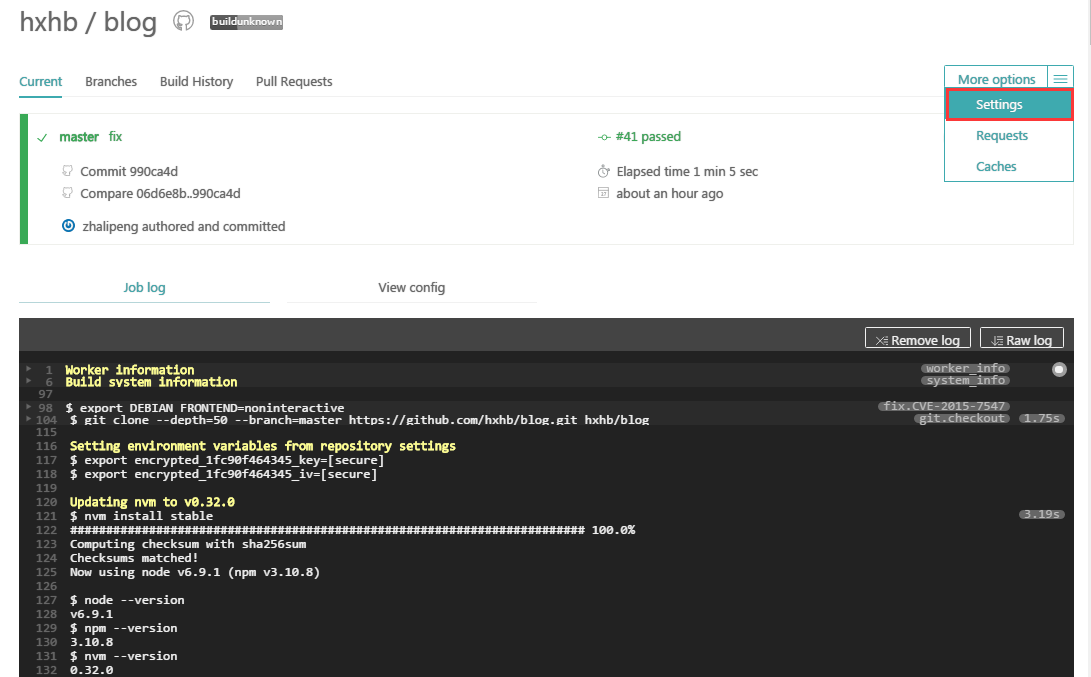 hxhb / blog build unknown
Current Branches Build History Pull Requests
More options
Settings
Requests
Caches
master fix
#41 passed
Commit 990ca4d
Elapsed time 1 min 5 sec
Compare 06d6e8b..990ca4d
about an hour ago
zhalipeng authored and committed
Job log View config
Remove log Raw log
1 Worker information worker_info
6 Build system information system_info
97
98 $ export DEBIAN_FRONTEND=noninteractive fix.CVE-2015-7547
104 $ git clone --depth=50 --branch=master https://github.com/hxhb/blog.git hxhb/blog git.checkout 1.75s
115
116 Setting environment variables from repository settings
117 $ export encrypted_1fc90f464345_key=[secure]
118 $ export encrypted_1fc90f464345_iv=[secure]
119
120 Updating nvm to v0.32.0
121 $ nvm install stable 3.19s
122 ######################################################################## 100.0%
123 Computing checksum with sha256sum
124 Checksums matched!
125 Now using node v6.9.1 (npm v3.10.8)
126
127 $ node --version
128 v6.9.1
129 $ npm --version
130 3.10.8
131 $ nvm --version
132 0.32.0